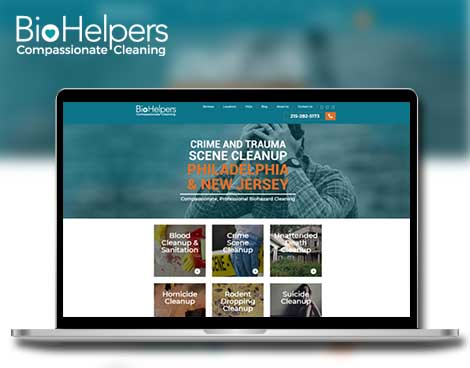 BioHelpers
Compassionate Cleaning
BioHelpers
Compassionate Cleaning
Services Locations FAQs Blog About Us Contact Us
215-282-5173
CRIME AND TRAUMA
SCENE CLEANUP
PHILADELPHIA
& NEW JERSEY
Compassionate, Professional Biohazard Cleaning
Blood
Cleanup &
Sanitation
Crime
Scene
Cleanup
Unattended
Death
Cleanup
Homicide
Cleanup
Rodent
Dropping
Cleanup
Suicide
Cleanup